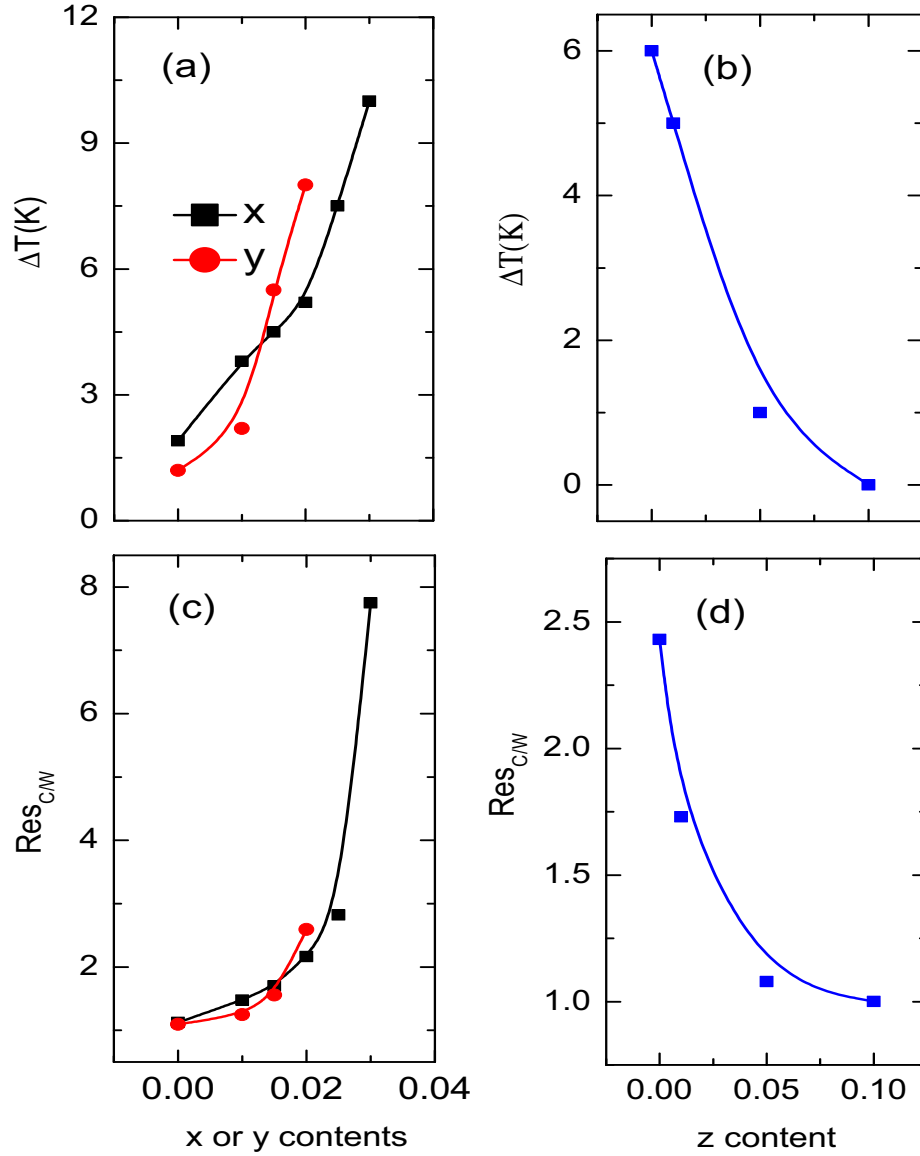 12
9
6
3
0
ΔT(K)
(a)
x
y
6
4
2
0
ΔT(K)
(b)
8
6
4
2
Res_{C/W}
(c)
0.00 0.02 0.04
x or y contents
2.5
2.0
1.5
1.0
Res_{C/W}
(d)
0.00 0.05 0.10
z content